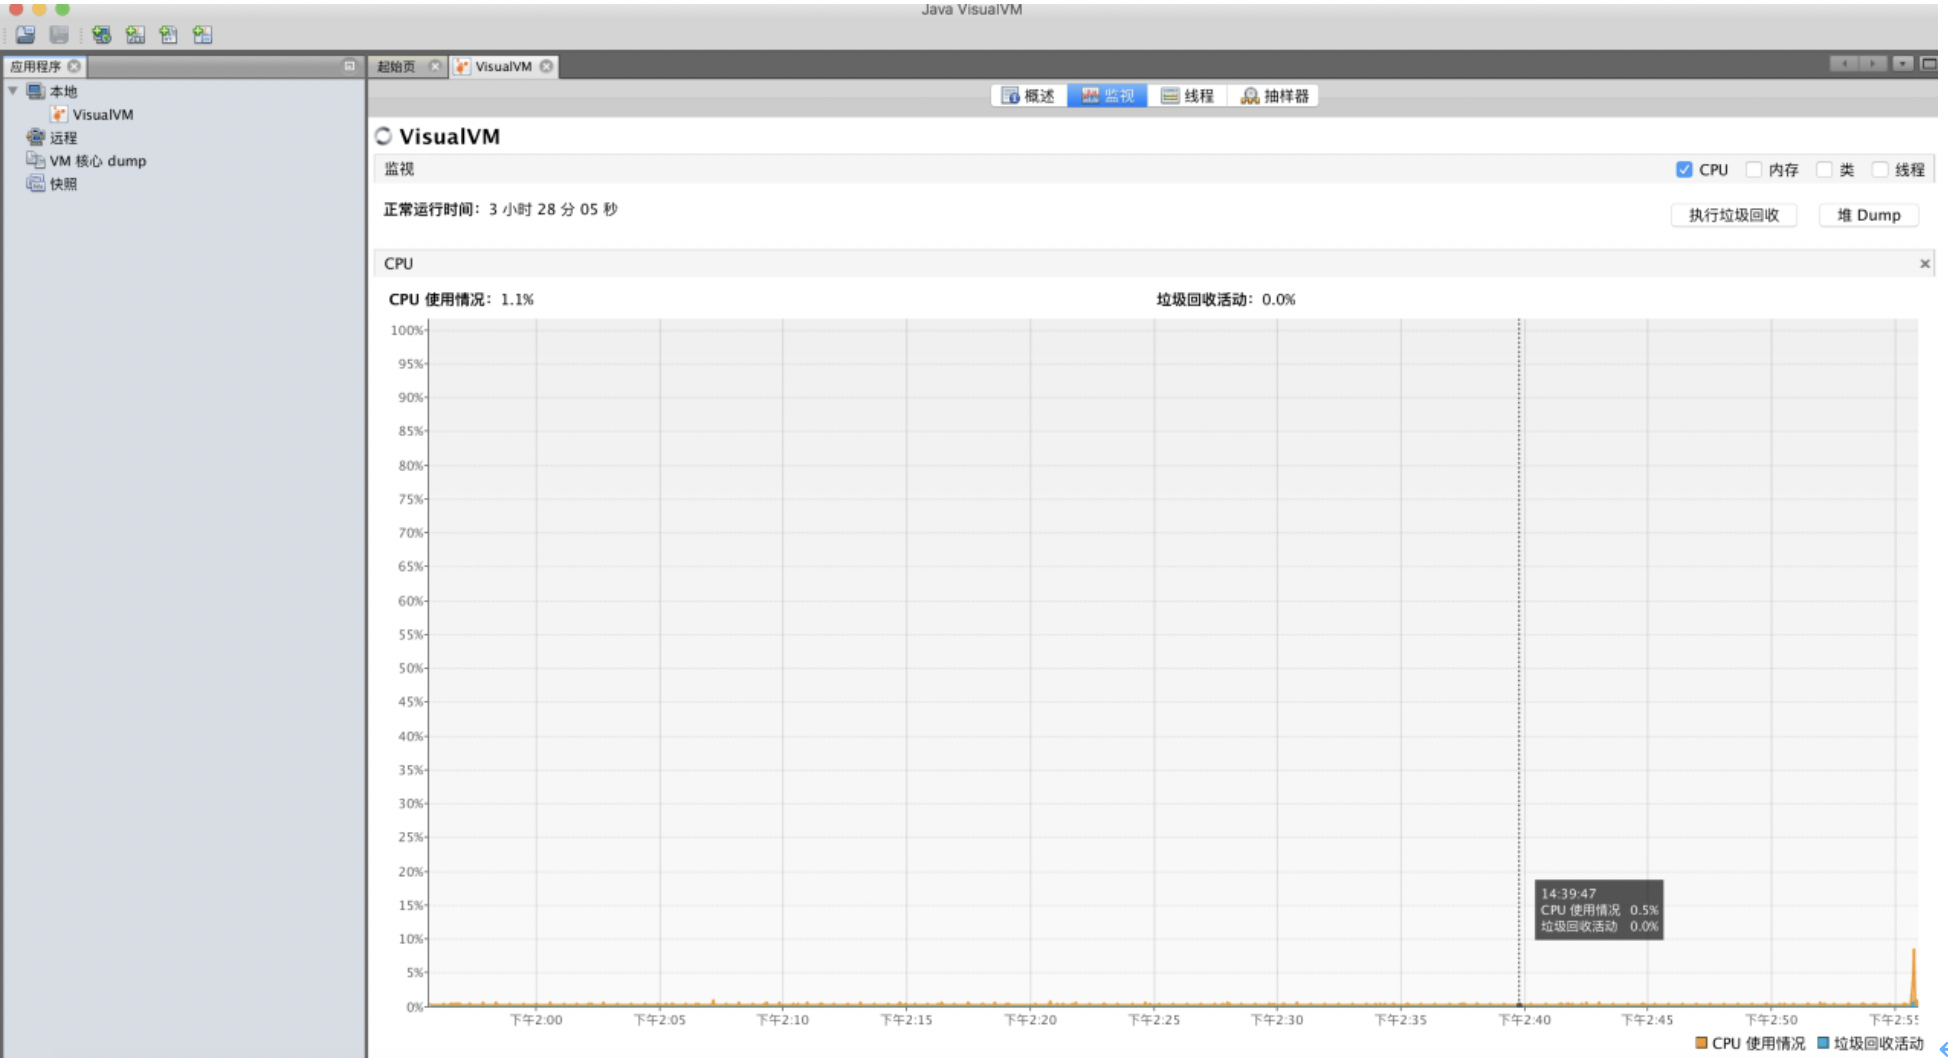 Java VisualVM
应用程序
起始页 VisualVM
本地
VisualVM
远程
VM 核心 dump
快照
概述 监视 线程 抽样器
VisualVM
监视 CPU 内存 类 线程
正常运行时间：3 小时 28 分 05 秒
执行垃圾回收 堆 Dump
CPU
CPU 使用情况：1.1% 垃圾回收活动：0.0%
100%
95%
90%
85%
80%
75%
70%
65%
60%
55%
50%
45%
40%
35%
30%
25%
20%
15%
10%
5%
0%
14:39:47
CPU 使用情况 0.5%
垃圾回收活动 0.0%
下午2:00 下午2:05 下午2:10 下午2:15 下午2:20 下午2:25 下午2:30 下午2:35 下午2:40 下午2:45 下午2:50 下午2:55
CPU 使用情况 垃圾回收活动